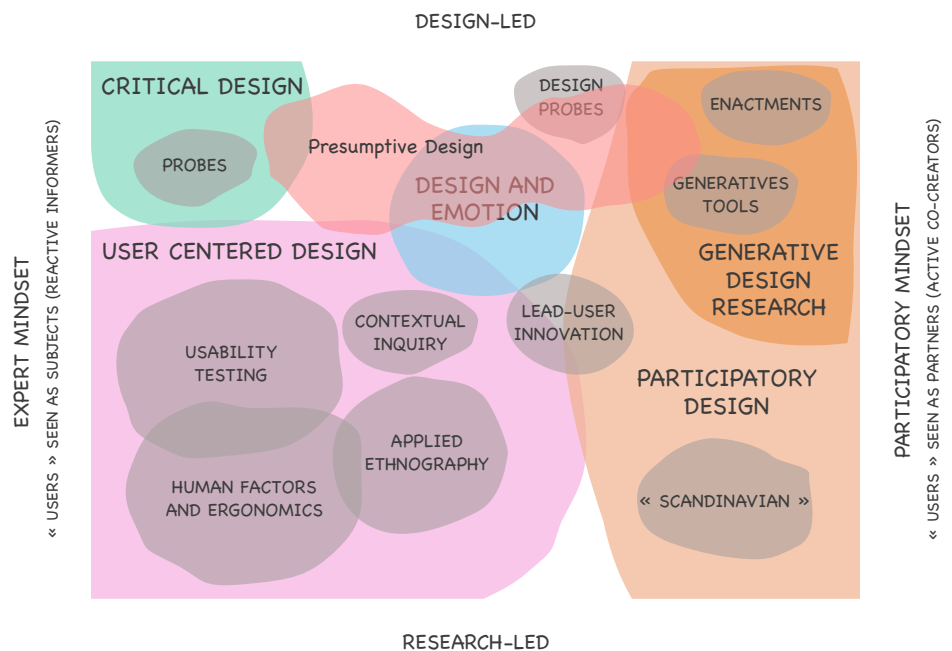 DESIGN-LED
CRITICAL DESIGN
PROBES
Presumptive Design
DESIGN
PROBES
ENACTMENTS
DESIGN AND
EMOTION
GENERATIVES
TOOLS
GENERATIVE
DESIGN
RESEARCH
USER CENTERED DESIGN
CONTEXTUAL
INQUIRY
LEAD-USER
INNOVATION
USABILITY
TESTING
PARTICIPATORY
DESIGN
APPLIED
ETHNOGRAPHY
HUMAN FACTORS
AND ERGONOMICS
« SCANDINAVIAN »
EXPERT MINDSET
« USERS » SEEN AS SUBJECTS (REACTIVE INFORMERS)
PARTICIPATORY MINDSET
« USERS » SEEN AS PARTNERS (ACTIVE CO-CREATORS)
RESEARCH-LED